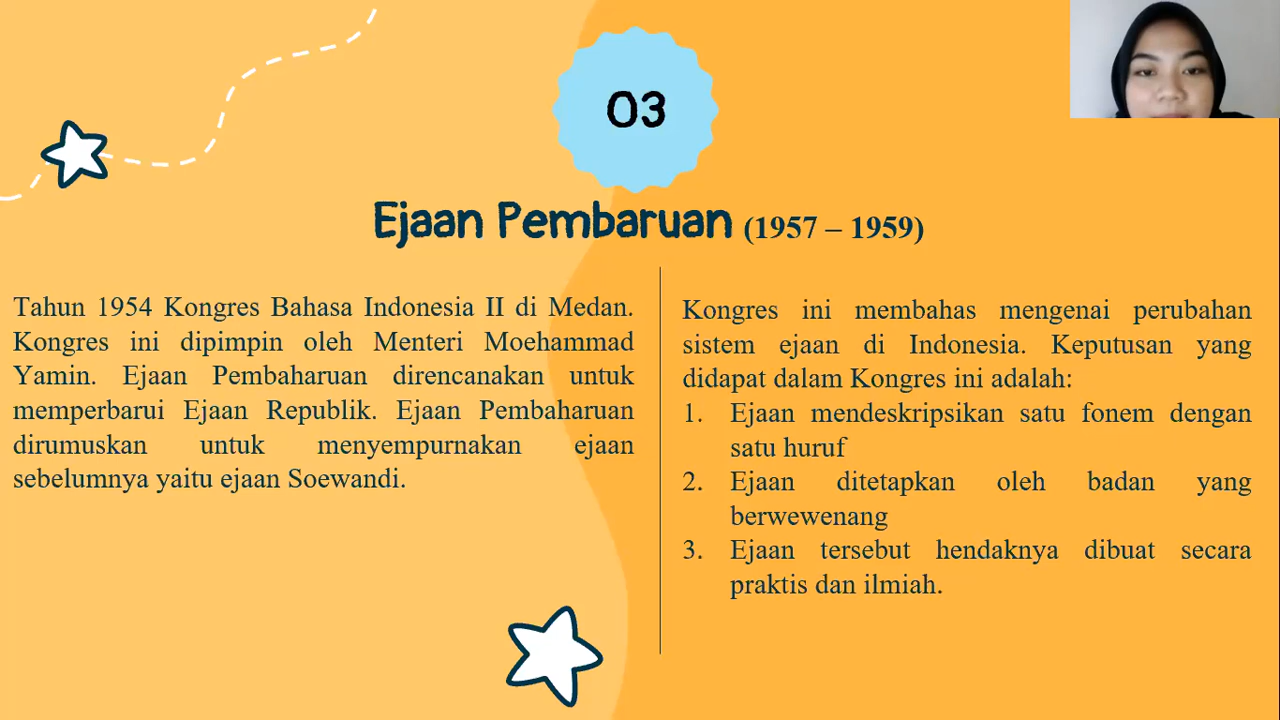 03
Ejaan Pembaruan (1957 – 1959)
Tahun 1954 Kongres Bahasa Indonesia II di Medan.
Kongres ini dipimpin oleh Menteri Moehammad
Yamin. Ejaan Pembaharuan direncanakan untuk
memperbarui Ejaan Republik. Ejaan Pembaharuan
dirumuskan untuk menyempurnakan ejaan
sebelumnya yaitu ejaan Soewandi.
Kongres ini membahas mengenai perubahan
sistem ejaan di Indonesia. Keputusan yang
didapat dalam Kongres ini adalah:
1. Ejaan mendeskripsikan satu fonem dengan
satu huruf
2. Ejaan ditetapkan oleh badan yang
berwewenang
3. Ejaan tersebut hendaknya dibuat secara
praktis dan ilmiah.